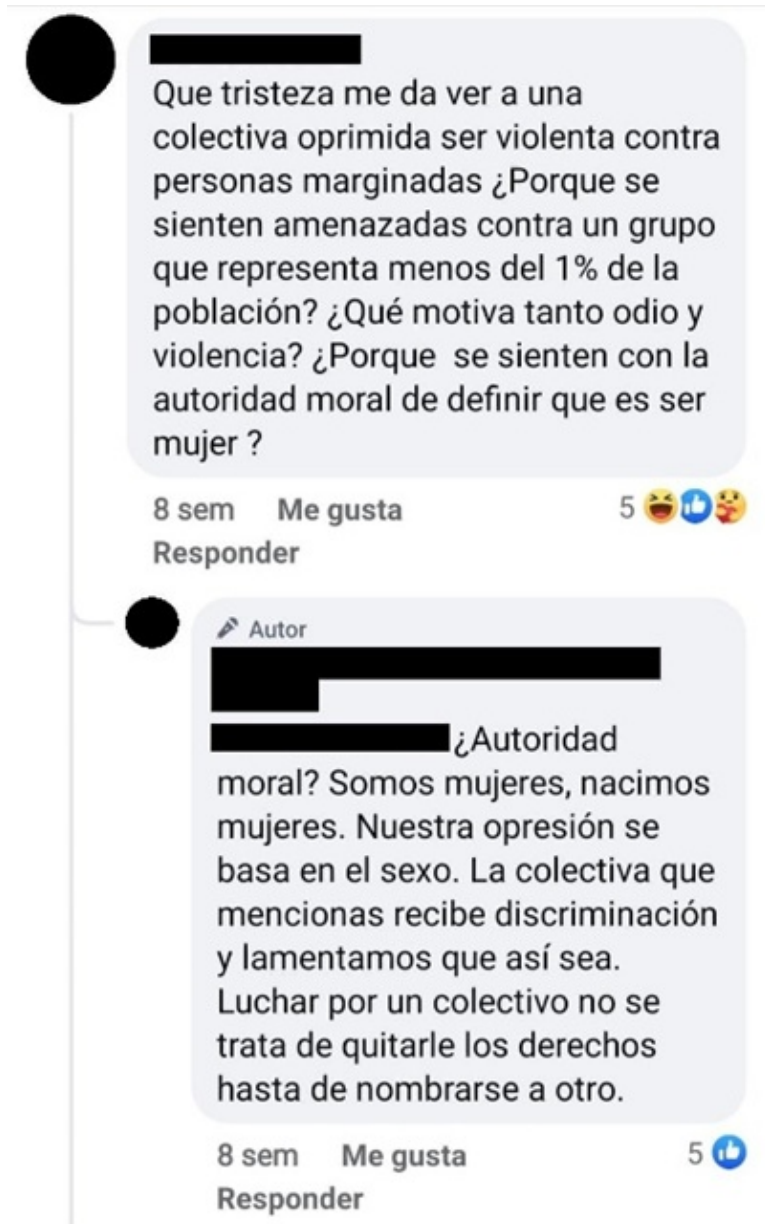 Que tristeza me da ver a una
colectiva oprimida ser violenta contra
personas marginadas ¿Porque se
sienten amenazadas contra un grupo
que representa menos del 1% de la
población? ¿Qué motiva tanto odio y
violencia? ¿Porque  se sienten con la
autoridad moral de definir que es ser
mujer ?
8 sem Me gusta 5
Responder
Autor
¿Autoridad
moral? Somos mujeres, nacimos
mujeres. Nuestra opresión se
basa en el sexo. La colectiva que
mencionas recibe discriminación
y lamentamos que así sea.
Luchar por un colectivo no se
trata de quitarle los derechos
hasta de nombrarse a otro.
8 sem Me gusta 5
Responder